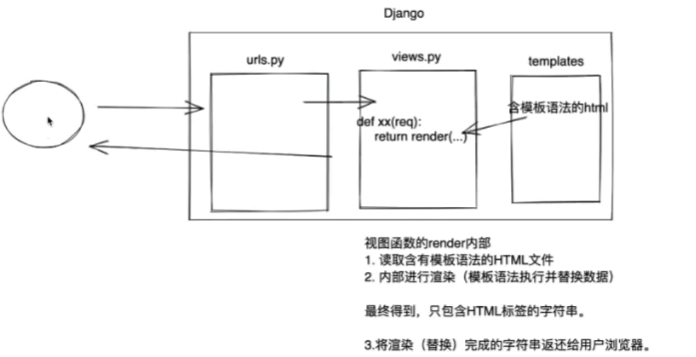 Django
urls.py
views.py
templates
含模板语法的html
def xx(req):
return render(...)
视图函数的render内部
1. 读取含有模板语法的HTML文件
2. 内部进行渲染（模板语法执行并替换数据）
最终得到，只包含HTML标签的字符串。
3.将渲染（替换）完成的字符串返还给用户浏览器。